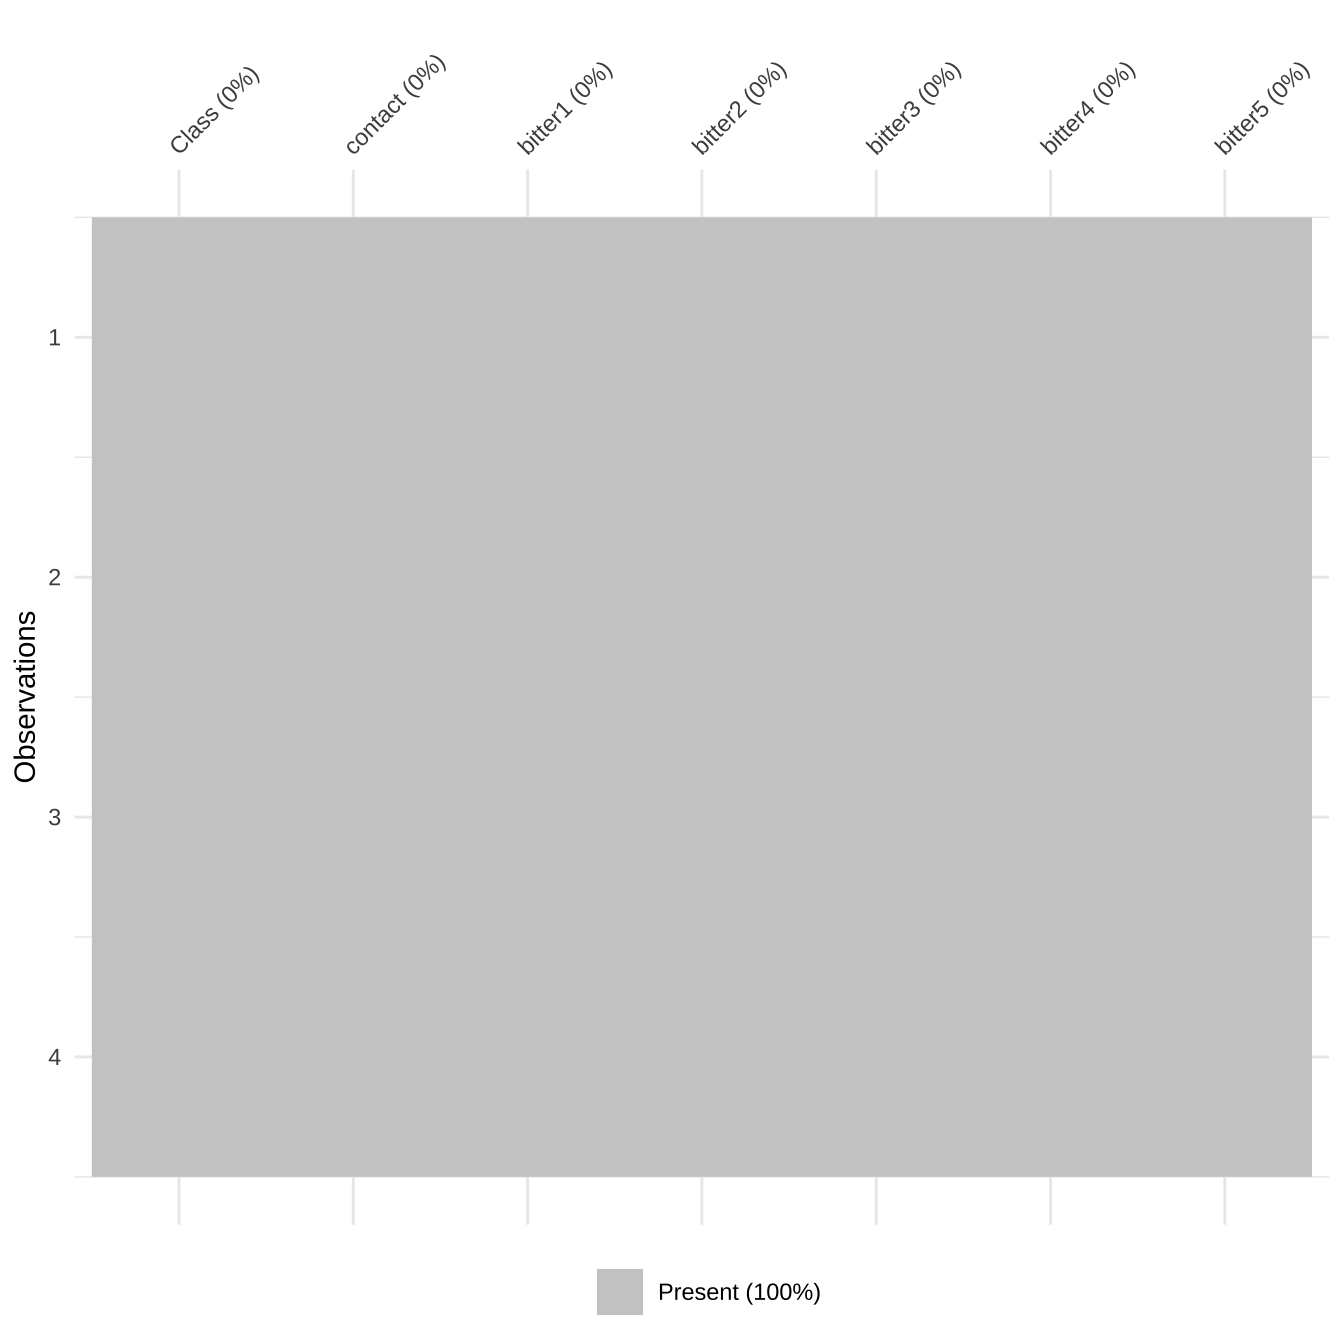 Class (0%)
contact (0%)
bitter1 (0%)
bitter2 (0%)
bitter3 (0%)
bitter4 (0%)
bitter5 (0%)
1
2
3
4
Observations
Present (100%)